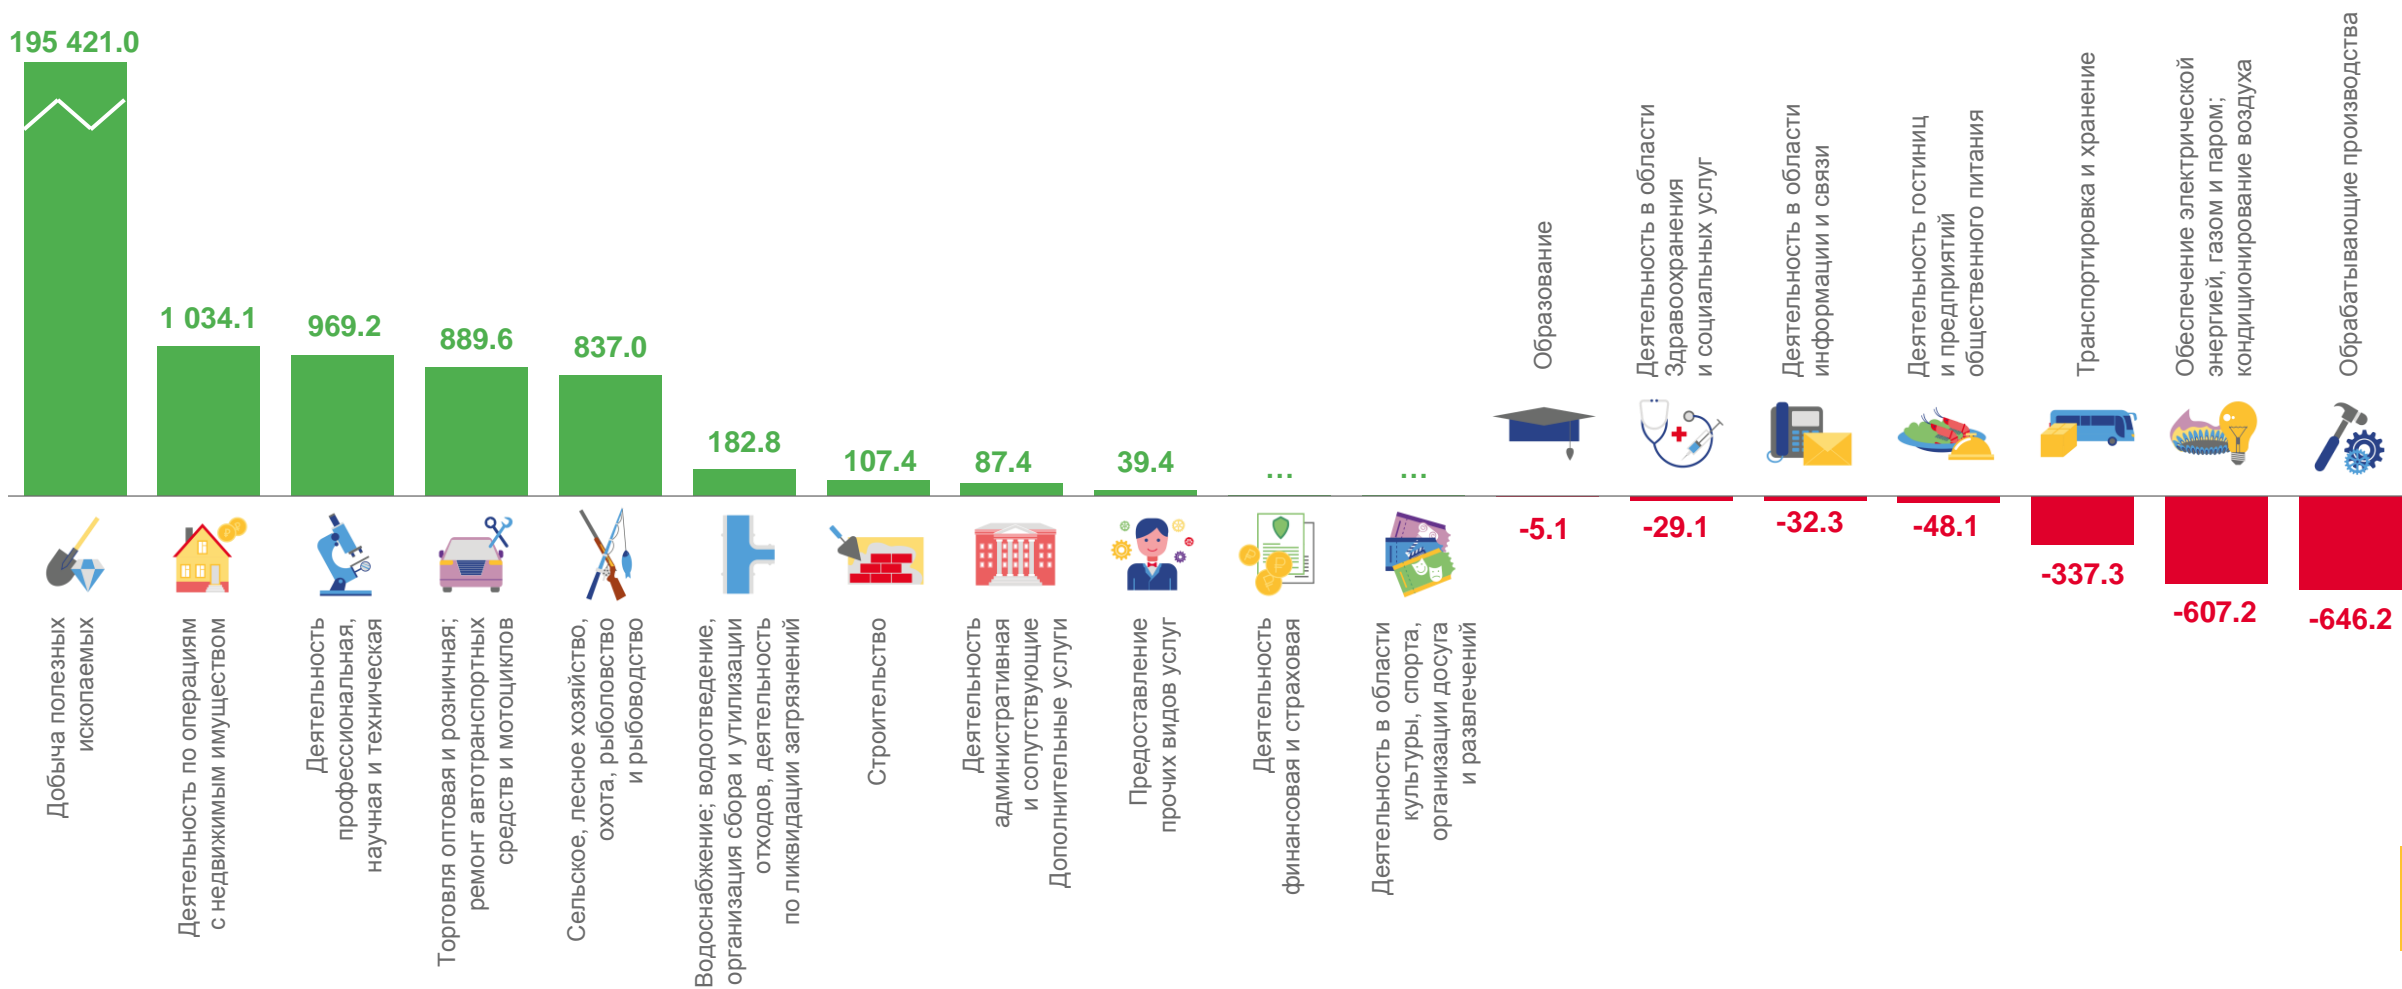 195 421.0
1 034.1
969.2
889.6
837.0
182.8
107.4
87.4
39.4
...
...
-5.1
-29.1
-32.3
-48.1
-337.3
-607.2
-646.2
Добыча полезных
ископаемых
Деятельность по операциям
с недвижимым имуществом
Деятельность
профессиональная,
научная и техническая
Торговля оптовая и розничная;
ремонт автотранспортных
средств и мотоциклов
Сельское, лесное хозяйство,
охота, рыболовство
и рыбоводство
Водоснабжение; водоотведение,
организация сбора и утилизации
отходов, деятельность
по ликвидации загрязнений
Строительство
Деятельность
административная
и сопутствующие
Дополнительные услуги
Предоставление
прочих видов услуг
Деятельность
финансовая и страховая
Деятельность в области
культуры, спорта,
организации досуга
и развлечений
Образование
Деятельность в области
Здравоохранения
и социальных услуг
Деятельность в области
информации и связи
Деятельность гостиниц
и предприятий
общественного питания
Транспортировка и хранение
Обеспечение электрической
энергией, газом и паром;
кондиционирование воздуха
Обрабатывающие производства